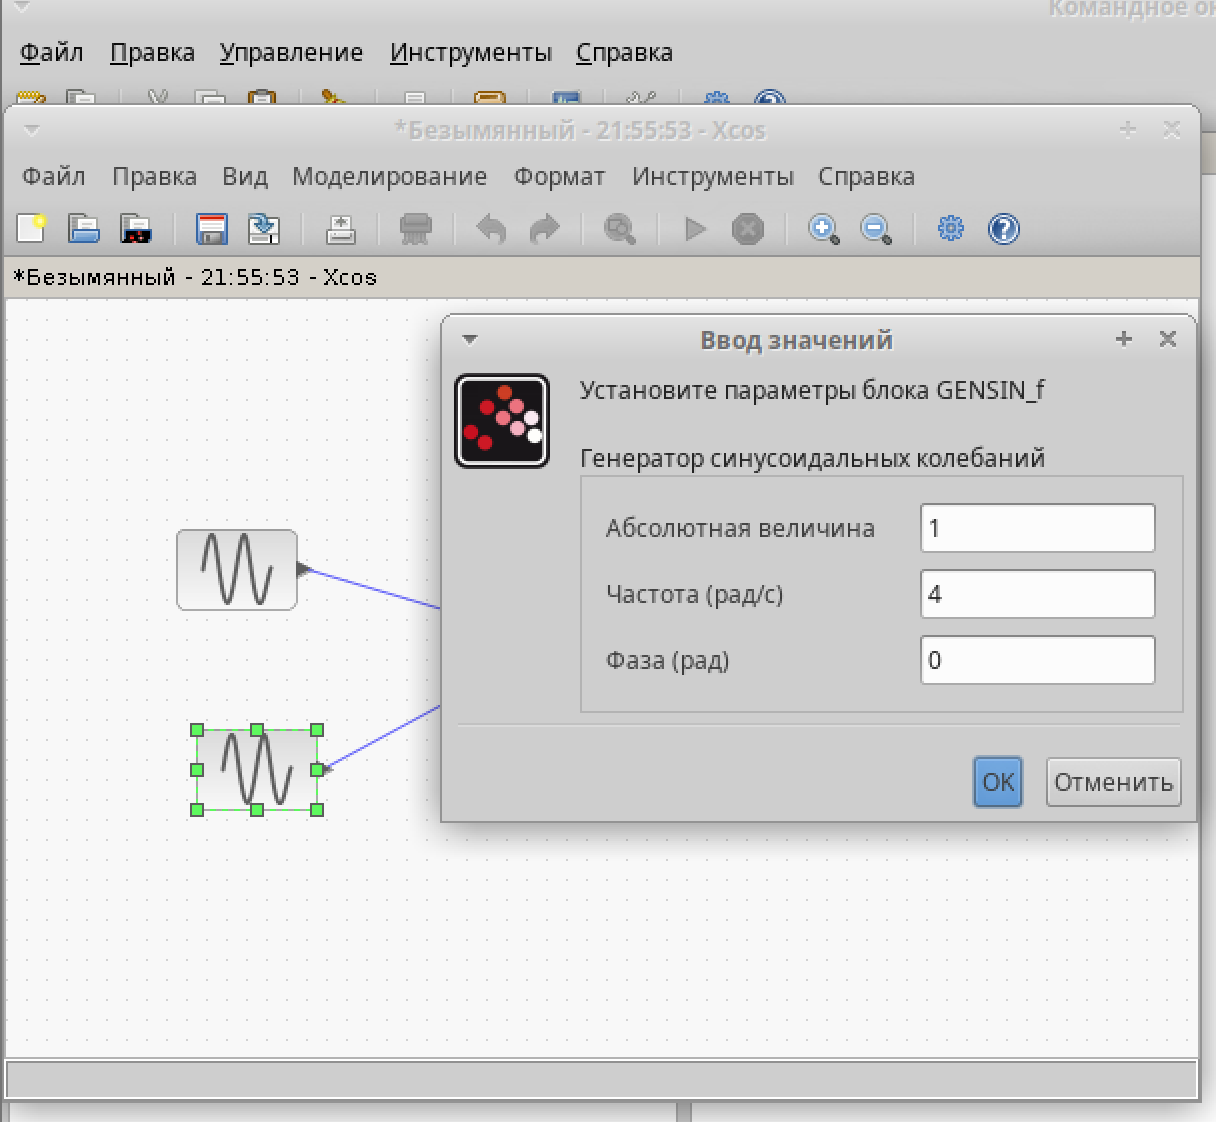 Командное
Файл Правка Управление Инструменты Справка
*Безымянный - 21:55:53 - Xcos
Файл Правка Вид Моделирование Формат Инструменты Справка
*Безымянный - 21:55:53 - Xcos
Ввод значений
Установите параметры блока GENSIN_f
Генератор синусоидальных колебаний
Абсолютная величина 1
Частота (рад/с) 4
Фаза (рад) 0
OK Отменить